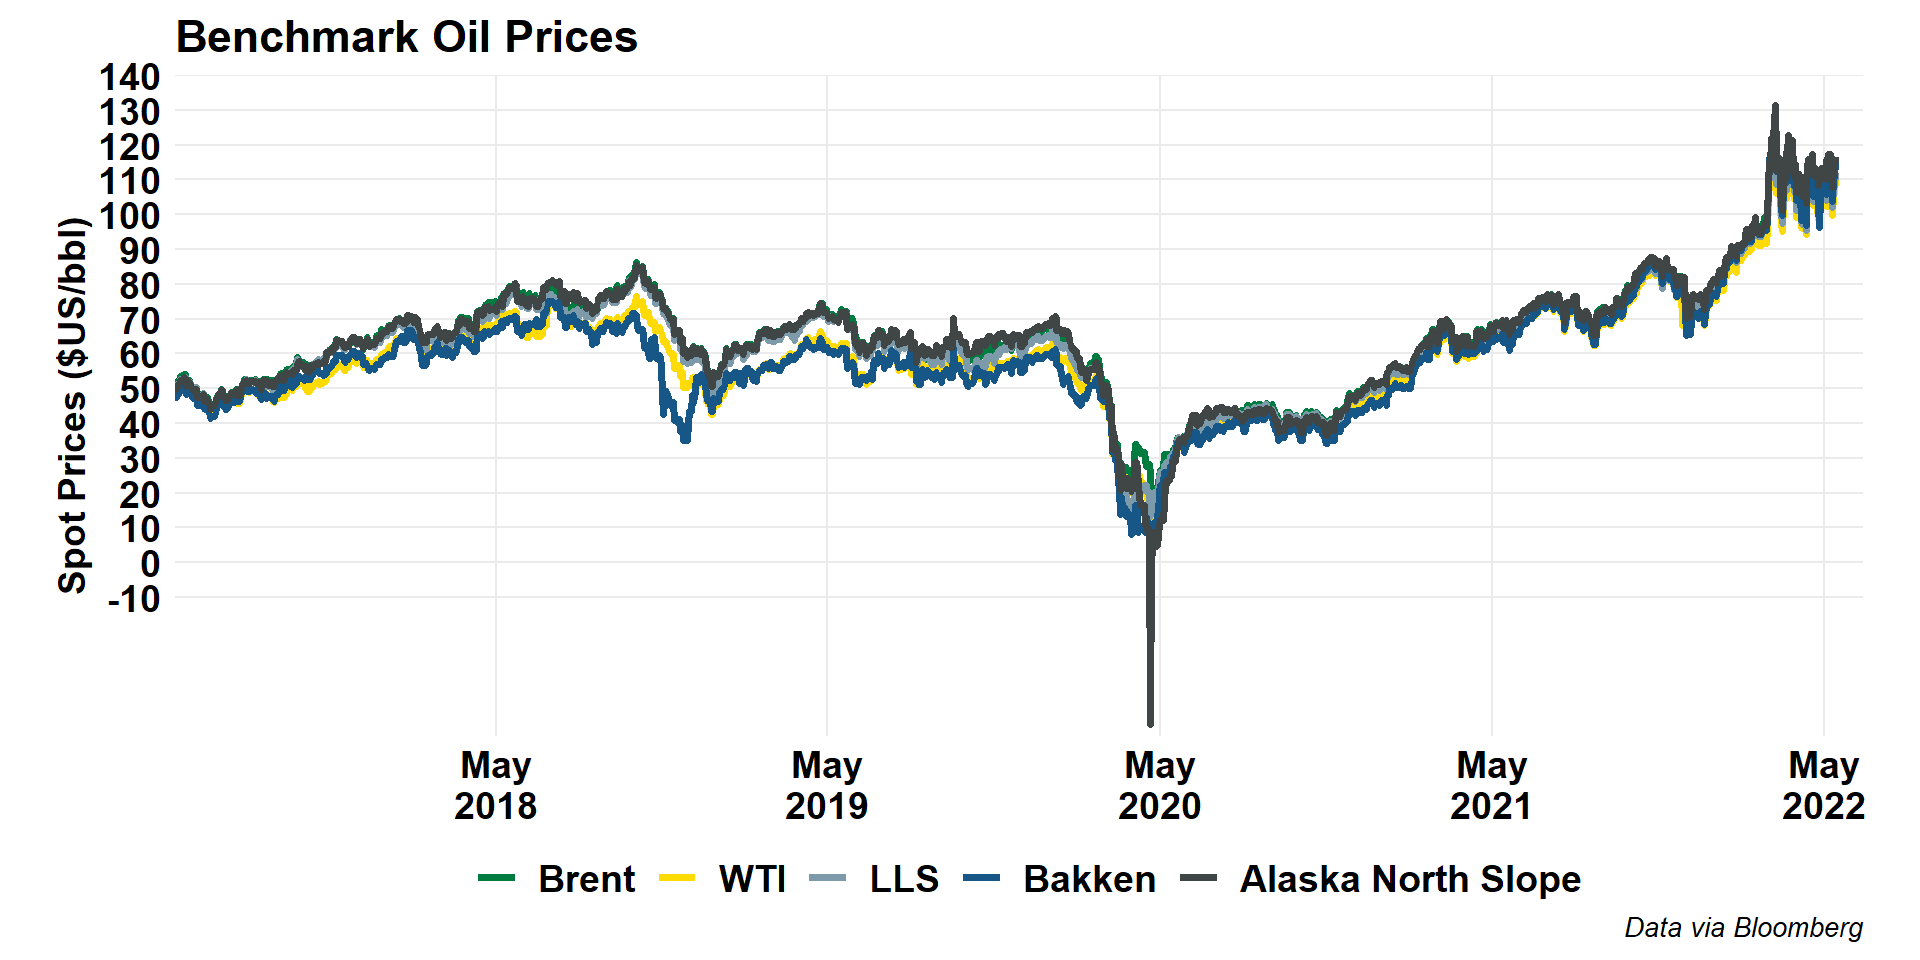 Benchmark Oil Prices
Spot Prices ($US/bbl)
140
130
120
110
100
90
80
70
60
50
40
30
20
10
0
-10
May
2018
May
2019
May
2020
May
2021
May
2022
Brent
WTI
LLS
Bakken
Alaska North Slope
Data via Bloomberg